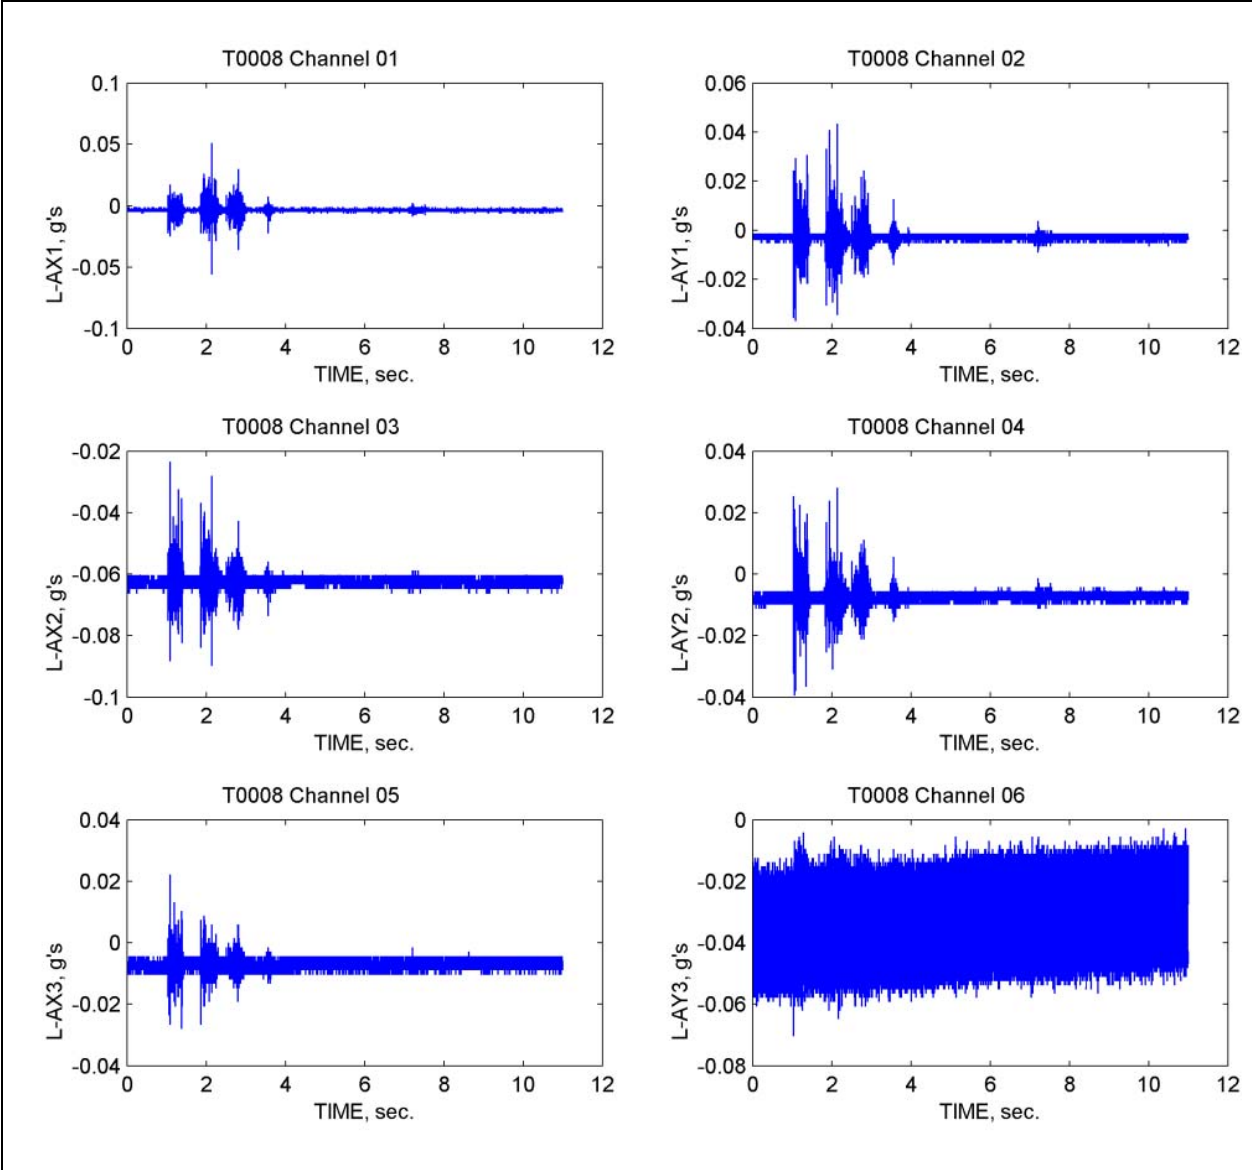 T0008 Channel 01
0.1
0.05
0
-0.05
-0.1
L-AX1, g's
0 2 4 6 8 10 12
TIME, sec.
T0008 Channel 02
0.06
0.04
0.02
0
-0.02
-0.04
L-AY1, g's
0 2 4 6 8 10 12
TIME, sec.
T0008 Channel 03
-0.02
-0.04
-0.06
-0.08
-0.1
L-AX2, g's
0 2 4 6 8 10 12
TIME, sec.
T0008 Channel 04
0.04
0.02
0
-0.02
-0.04
L-AY2, g's
0 2 4 6 8 10 12
TIME, sec.
T0008 Channel 05
0.04
0.02
0
-0.02
-0.04
L-AX3, g's
0 2 4 6 8 10 12
TIME, sec.
T0008 Channel 06
0
-0.02
-0.04
-0.06
-0.08
L-AY3, g's
0 2 4 6 8 10 12
TIME, sec.